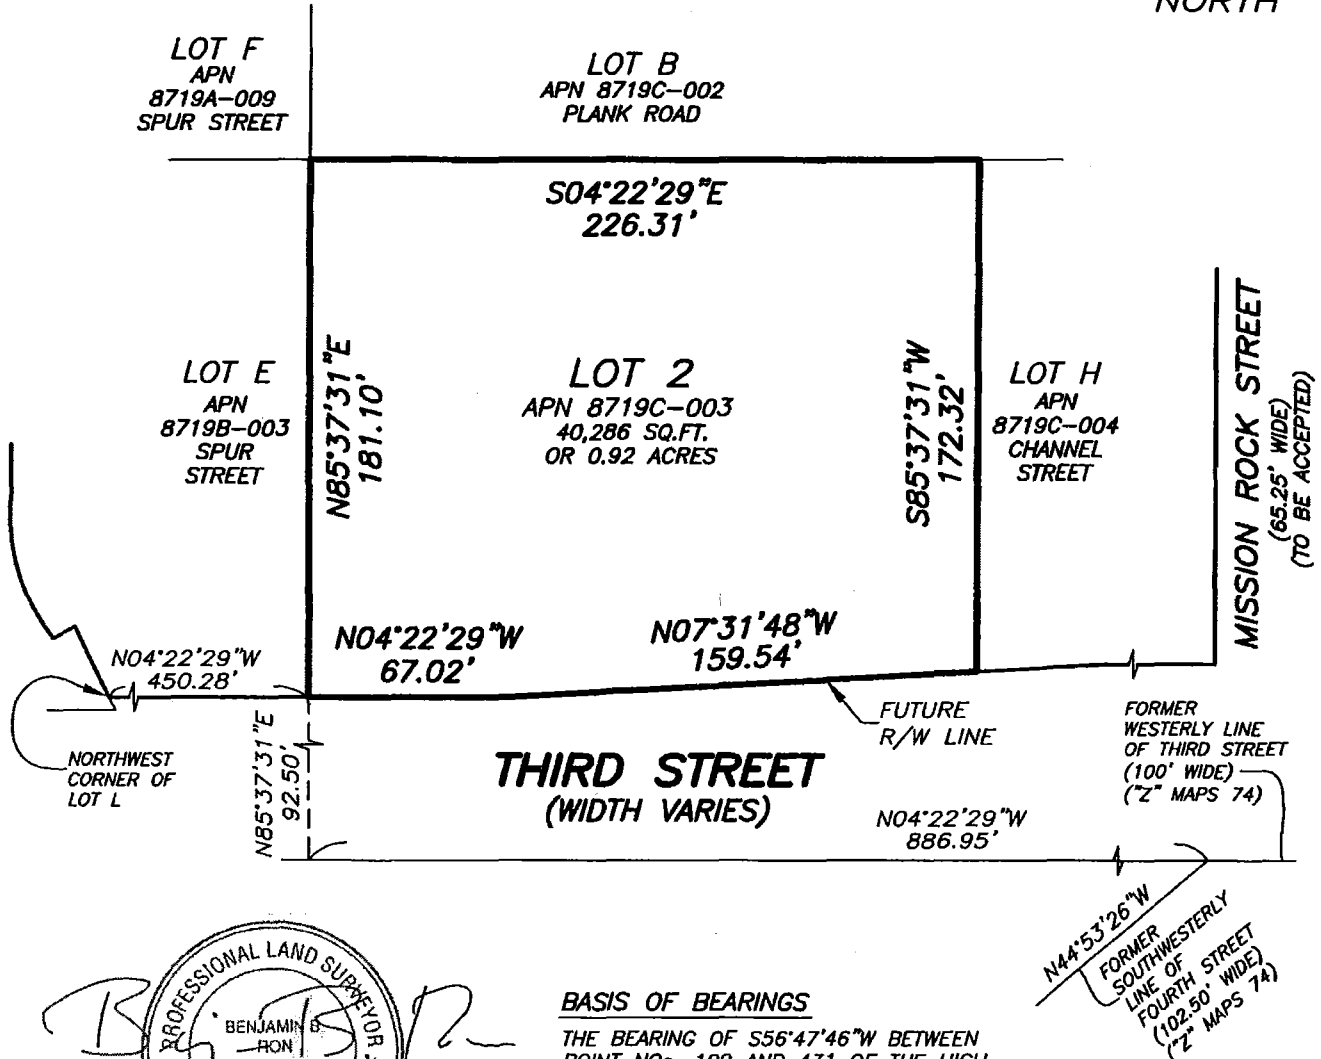 NORTH
LOT F
APN
8719A-009
SPUR STREET
LOT B
APN 8719C-002
PLANK ROAD
S04°22'29"E
226.31'
LOT E
APN
8719B-003
SPUR
STREET
N85°37'31"E
181.10'
LOT 2
APN 8719C-003
40,286 SQ.FT.
OR 0.92 ACRES
S85°37'31"W
172.32'
LOT H
APN
8719C-004
CHANNEL
STREET
MISSION ROCK STREET
(65.25' WIDE)
(TO BE ACCEPTED)
N04°22'29"W
67.02'
N07°31'48"W
159.54'
N04°22'29"W
450.28'
NORTHWEST
CORNER OF
LOT L
N85°37'31"E
92.50'
FUTURE
R/W LINE
THIRD STREET
(WIDTH VARIES)
FORMER
WESTERLY LINE
OF THIRD STREET
(100' WIDE)
("Z" MAPS 74)
N04°22'29"W
886.95'
N44°53'26"W
FORMER
SOUTHWESTERLY
LINE OF
FOURTH STREET
(102.50' WIDE)
("Z" MAPS 74)
PROFESSIONAL LAND SURVEYOR
BENJAMIN B.
RON
BASIS OF BEARINGS
THE BEARING OF S56°47'46"W BETWEEN